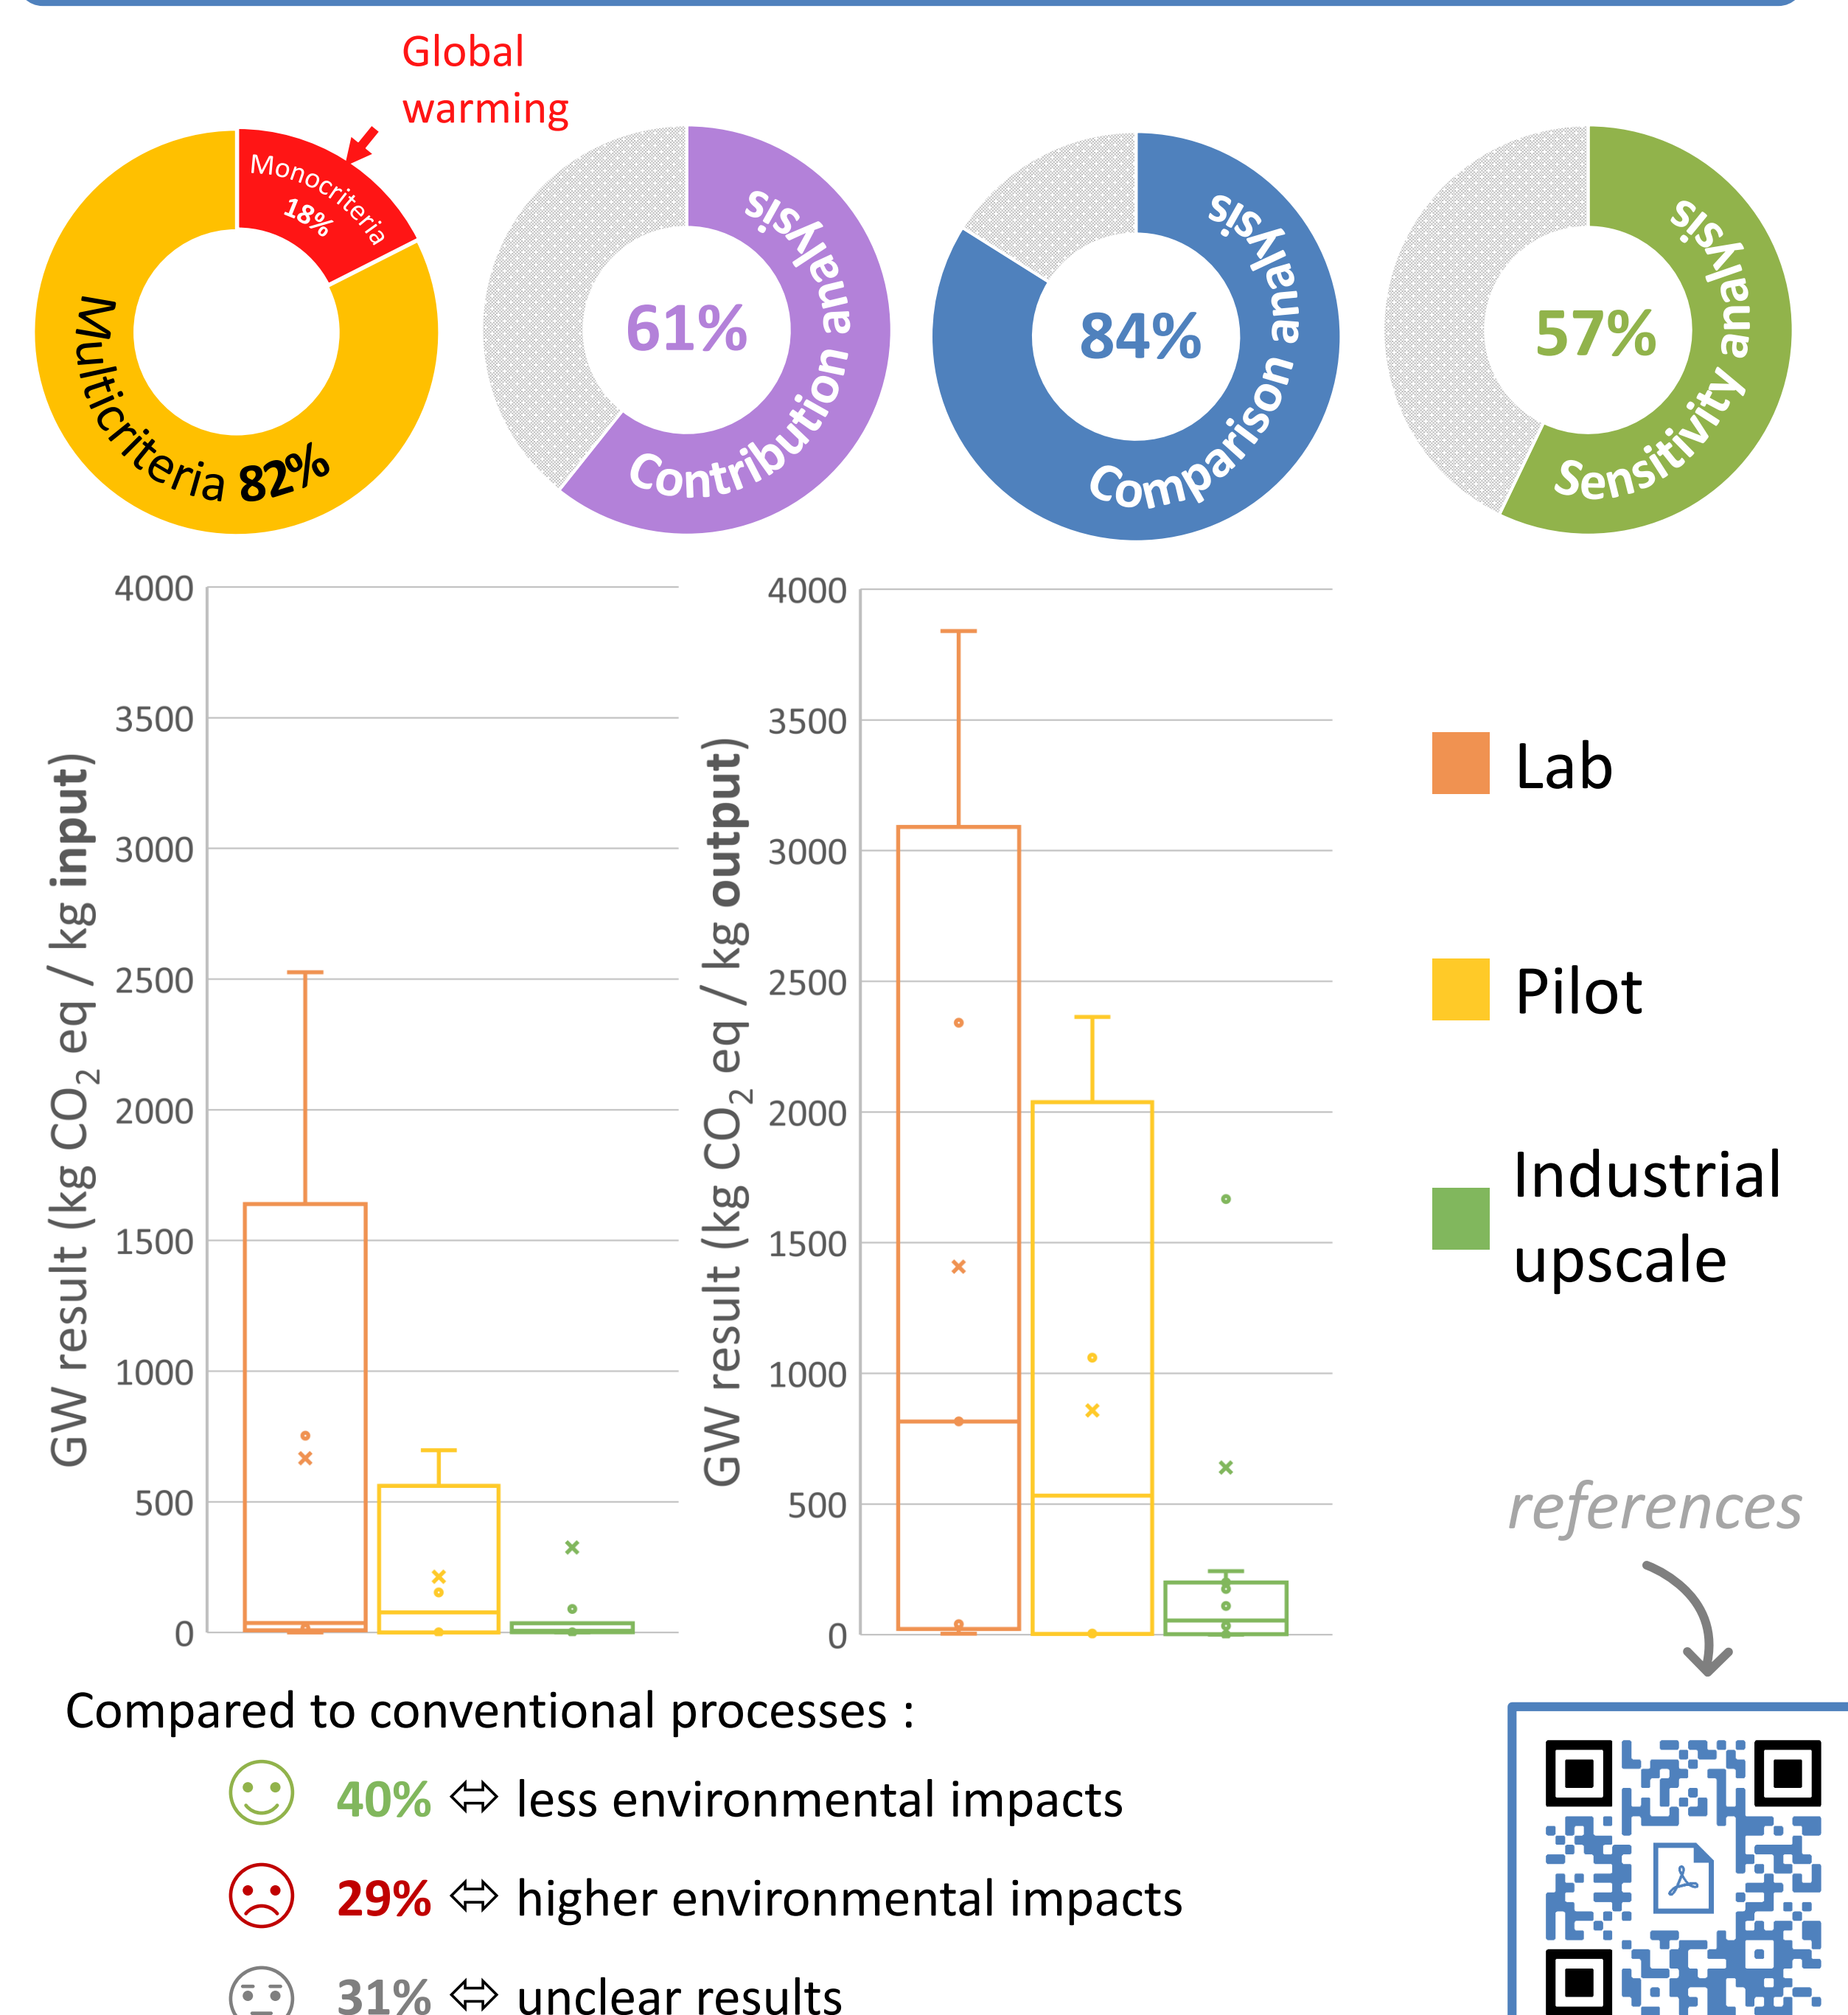 Global
warming
Monocriteria
18%
Multicriteria 82%
61%
Contribution analysis
84%
Comparison analysis
57%
Sensitivity analysis
GW result (kg CO₂ eq / kg input)
4000
3500
3000
2500
2000
1500
1000
500
0
GW result (kg CO₂ eq / kg output)
4000
3500
3000
2500
2000
1500
1000
500
0
Lab
Pilot
Industrial
upscale
references
Compared to conventional processes :
40% ⇔ less environmental impacts
29% ⇔ higher environmental impacts
31% ⇔ unclear results